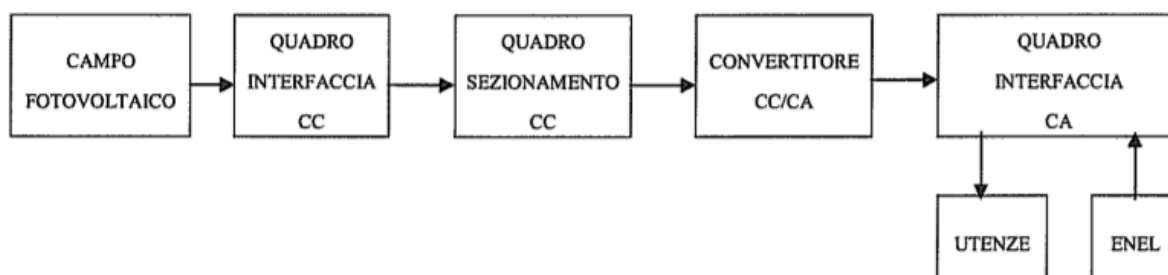 CAMPO
FOTOVOLTAICO
QUADRO
INTERFACCIA
CC
QUADRO
SEZIONAMENTO
CC
CONVERTITORE
CC/CA
QUADRO
INTERFACCIA
CA
UTENZE
ENEL